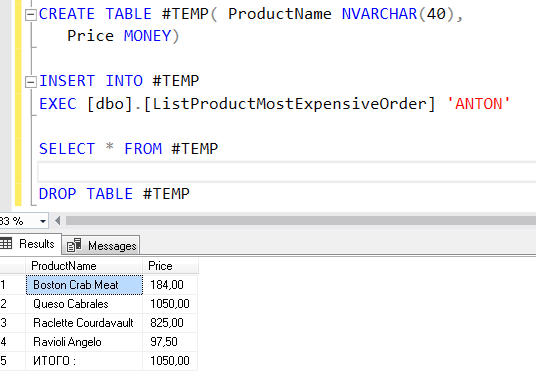 CREATE TABLE #TEMP( ProductName NVARCHAR(40),
Price MONEY)
INSERT INTO #TEMP
EXEC [dbo].[ListProductMostExpensiveOrder] 'ANTON'
SELECT * FROM #TEMP
DROP TABLE #TEMP
33 %
Results Messages
ProductName Price
1 Boston Crab Meat 184,00
2 Queso Cabrales 1050,00
3 Raclette Courdavault 825,00
4 Ravioli Angelo 97,50
5 ИТОГО : 1050,00